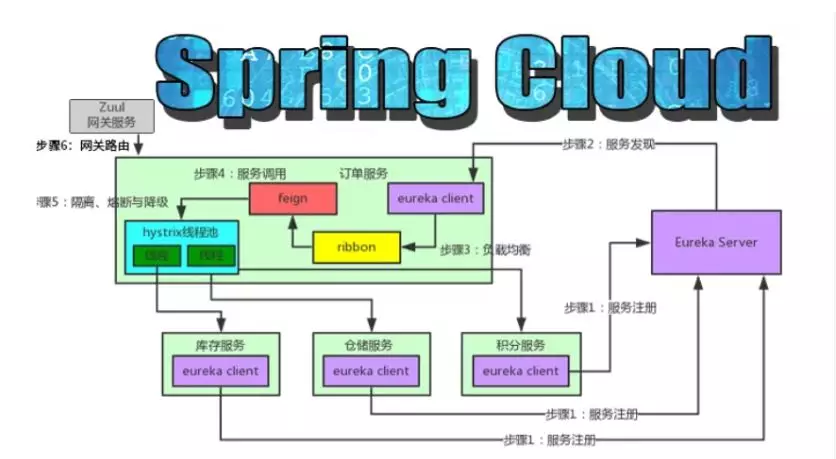 Spring Cloud
Zuul
网关服务
步骤6：网关路由
步骤2：服务发现
步骤4：服务调用
订单服务
步骤5：隔离、熔断与降级
feign
eureka client
hystrix线程池
线程
线程
ribbon
步骤3：负载均衡
Eureka Server
步骤1：服务注册
库存服务
仓储服务
积分服务
eureka client
eureka client
eureka client
步骤1：服务注册
步骤1：服务注册